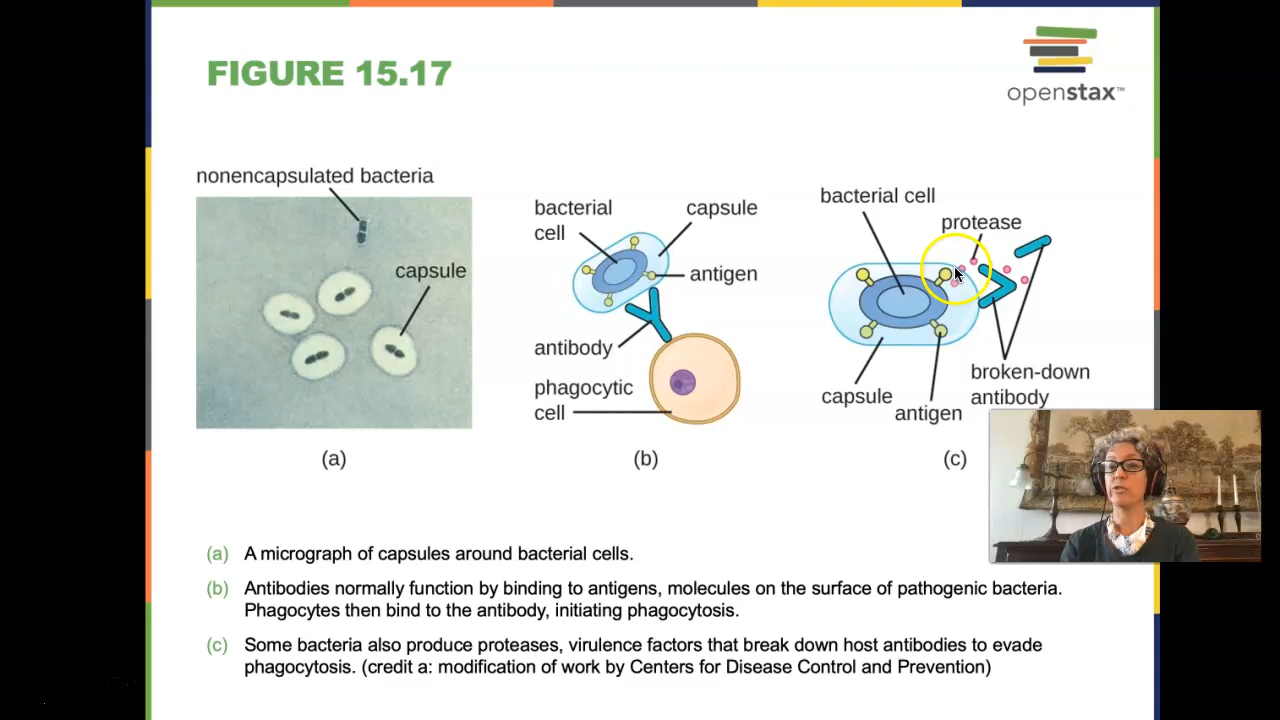 FIGURE 15.17
openstax™
nonencapsulated bacteria
capsule
(a)
bacterial
cell
capsule
antigen
antibody
phagocytic
cell
(b)
bacterial cell
protease
capsule
antigen
broken-down
antibody
(c)
(a) A micrograph of capsules around bacterial cells.
(b) Antibodies normally function by binding to antigens, molecules on the surface of pathogenic bacteria.
Phagocytes then bind to the antibody, initiating phagocytosis.
(c) Some bacteria also produce proteases, virulence factors that break down host antibodies to evade
phagocytosis. (credit a: modification of work by Centers for Disease Control and Prevention)